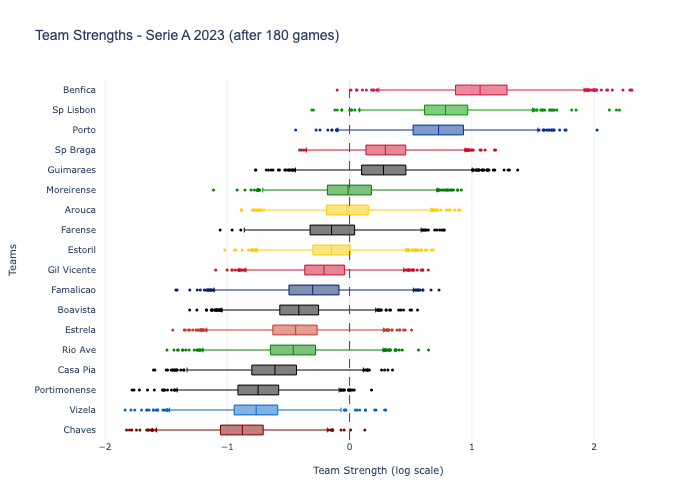 Team Strengths - Serie A 2023 (after 180 games)
Benfica
Sp Lisbon
Porto
Sp Braga
Guimaraes
Moreirense
Arouca
Farense
Estoril
Gil Vicente
Famalicao
Boavista
Estrela
Rio Ave
Casa Pia
Portimonense
Vizela
Chaves
Teams
−2
−1
0
1
2
Team Strength (log scale)